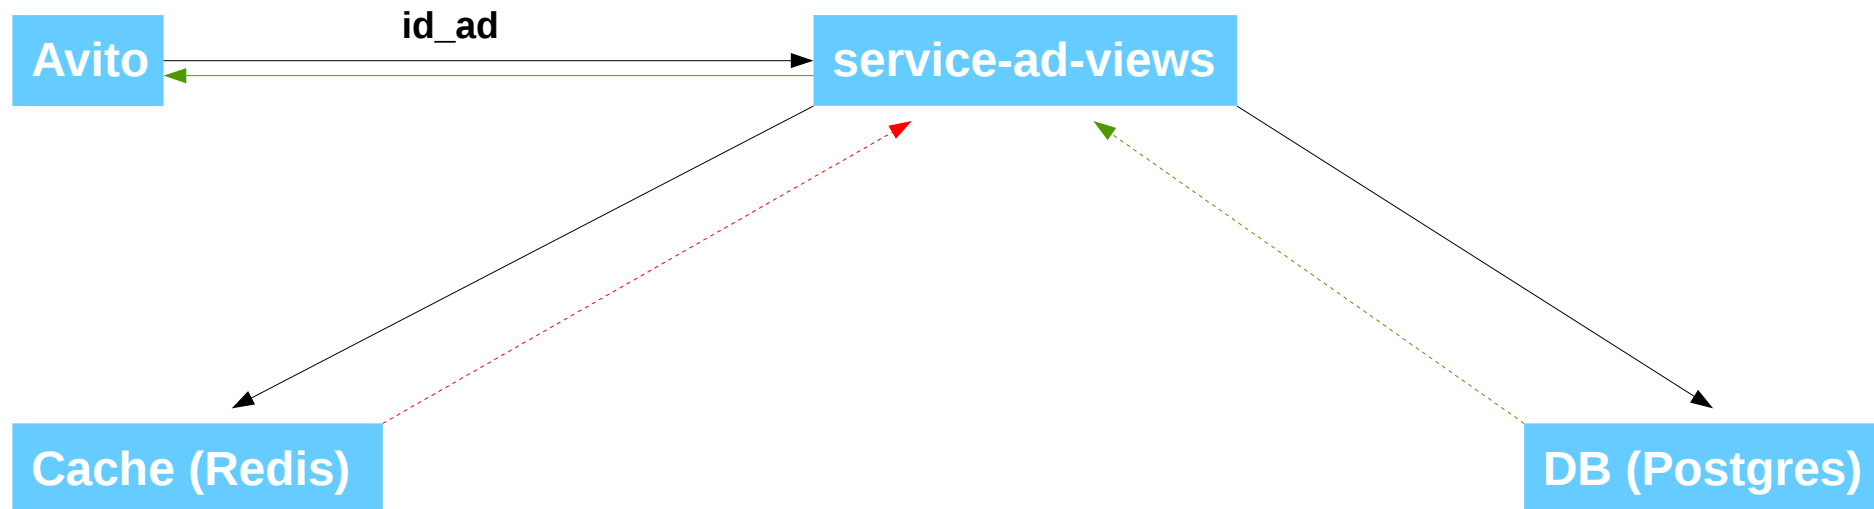 id_ad
Avito
service-ad-views
Cache (Redis)
DB (Postgres)